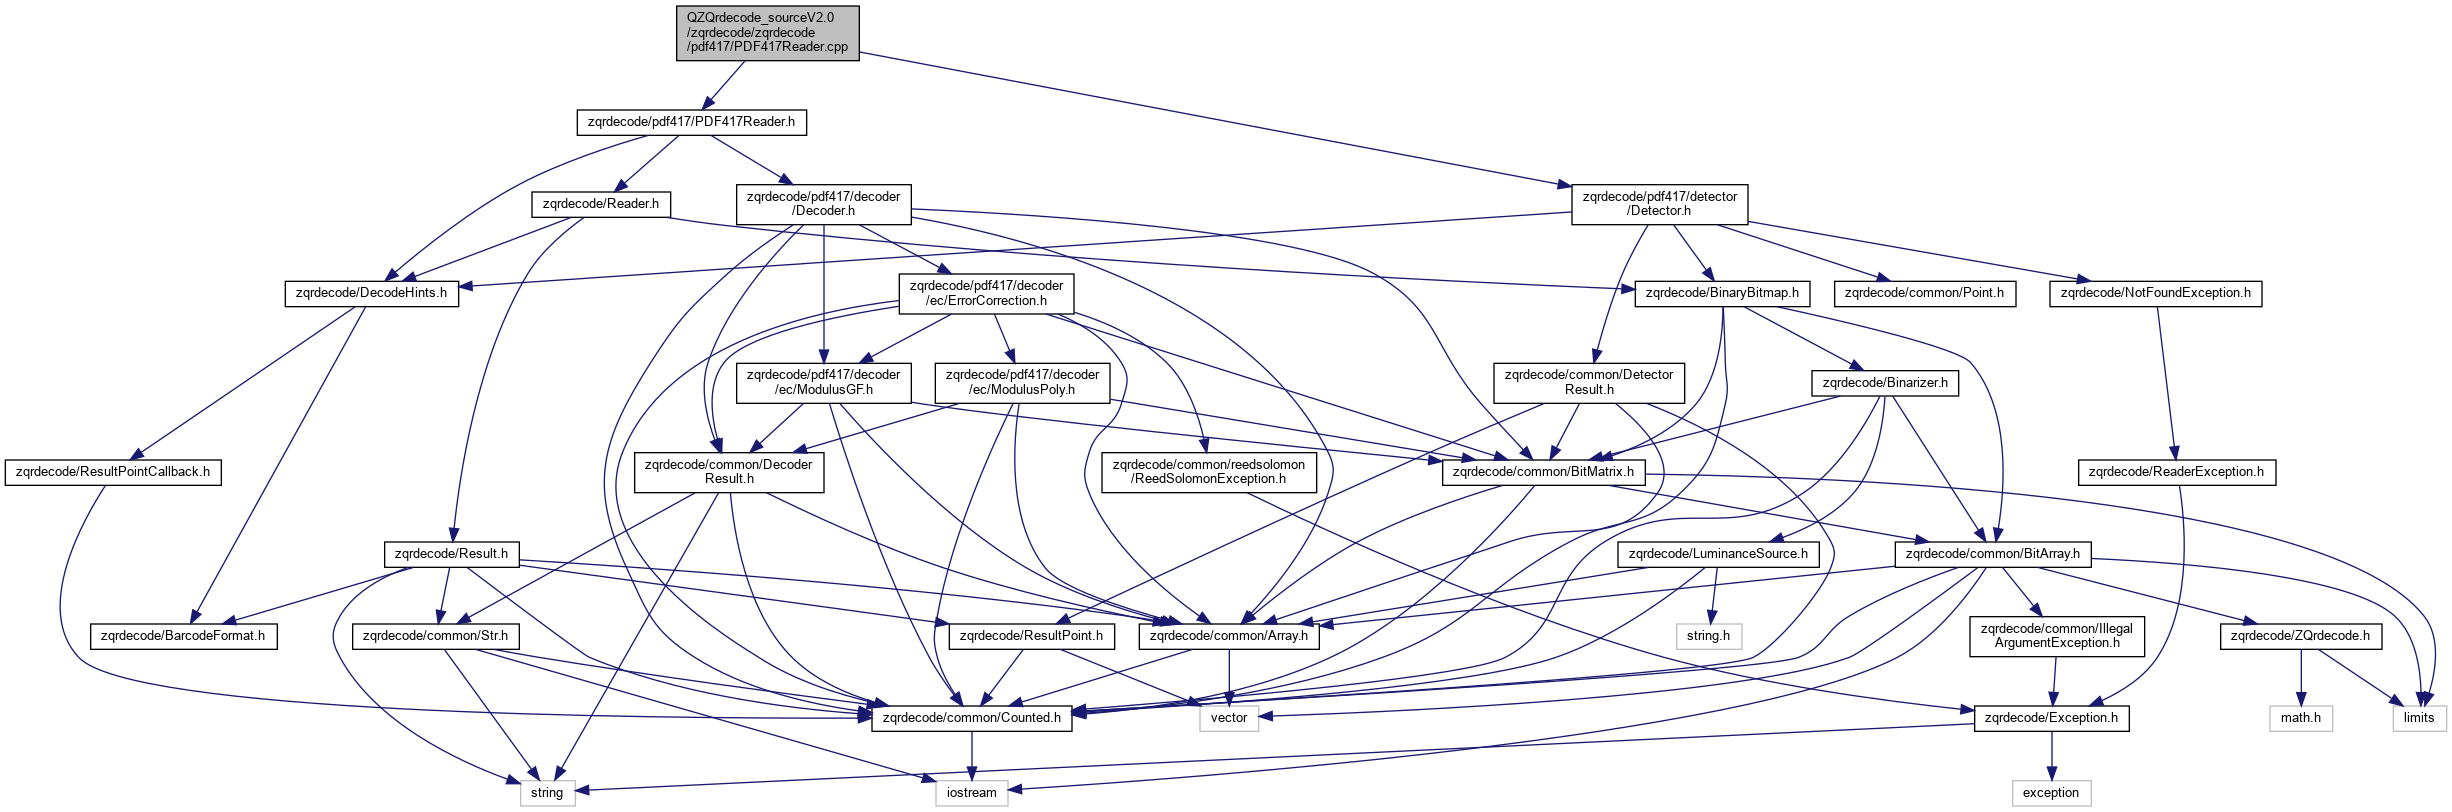 QZQrdecode_sourceV2.0
/zqrdecode/zqrdecode
/pdf417/PDF417Reader.cpp
zqrdecode/pdf417/PDF417Reader.h
zqrdecode/Reader.h
zqrdecode/pdf417/decoder
/Decoder.h
zqrdecode/pdf417/detector
/Detector.h
zqrdecode/DecodeHints.h
zqrdecode/pdf417/decoder
/ec/ErrorCorrection.h
zqrdecode/BinaryBitmap.h
zqrdecode/common/Point.h
zqrdecode/NotFoundException.h
zqrdecode/pdf417/decoder
/ec/ModulusGF.h
zqrdecode/pdf417/decoder
/ec/ModulusPoly.h
zqrdecode/common/Detector
Result.h
zqrdecode/Binarizer.h
zqrdecode/ResultPointCallback.h
zqrdecode/common/Decoder
Result.h
zqrdecode/common/reedsolomon
/ReedSolomonException.h
zqrdecode/common/BitMatrix.h
zqrdecode/ReaderException.h
zqrdecode/Result.h
zqrdecode/LuminanceSource.h
zqrdecode/common/BitArray.h
zqrdecode/BarcodeFormat.h
zqrdecode/common/Str.h
zqrdecode/ResultPoint.h
zqrdecode/common/Array.h
string.h
zqrdecode/common/Illegal
ArgumentException.h
zqrdecode/ZQrdecode.h
zqrdecode/common/Counted.h
vector
zqrdecode/Exception.h
math.h
limits
string
iostream
exception